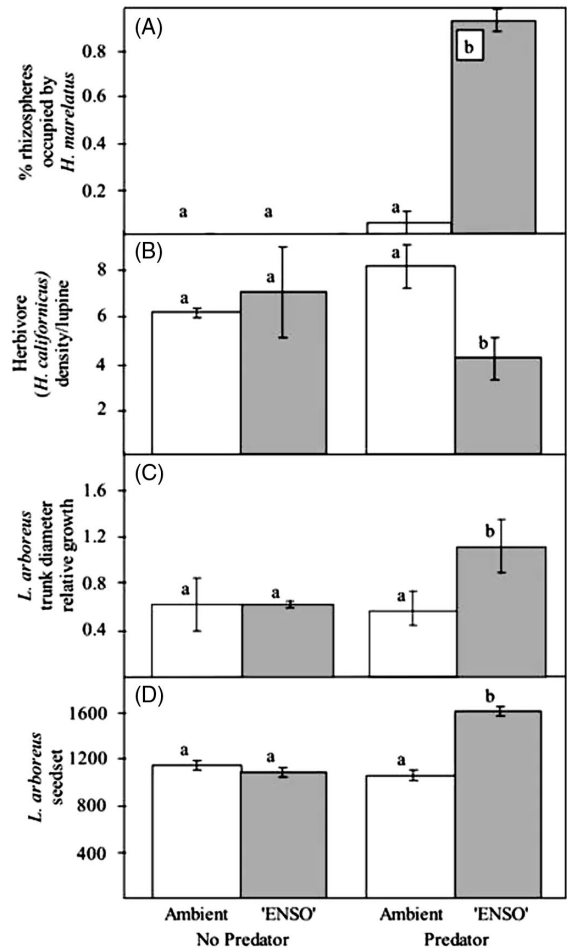 (A)
% rhizospheres
occupied by
H. marelatus
0.8
0.6
0.4
0.2
a
a
a
b
(B)
Herbivore
(H. californicus)
density/lupine
8
6
4
2
a
a
a
b
(C)
L. arboreus
trunk diameter
relative growth
1.6
1.2
0.8
0.4
a
a
a
b
(D)
L. arboreus
seedset
1600
1200
800
400
a
a
a
b
Ambient 'ENSO' Ambient 'ENSO'
No Predator Predator